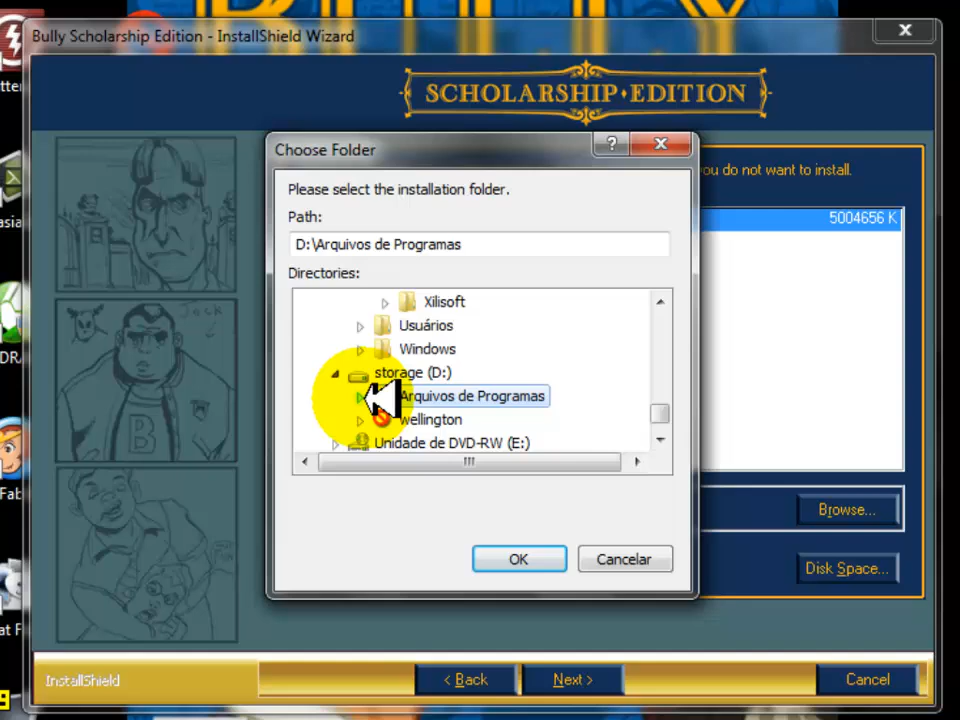 BULLY
Bully Scholarship Edition - InstallShield Wizard
SCHOLARSHIP EDITION
Choose Folder
Please select the installation folder.
you do not want to install.
Path:
5004656 K
D:\Arquivos de Programas
Directories:
Xilisoft
Usuários
Windows
storage (D:)
Arquivos de Programas
wellington
Unidade de DVD-RW (E:)
Browse...
OK
Cancelar
Disk Space...
InstallShield
< Back
Next >
Cancel
B